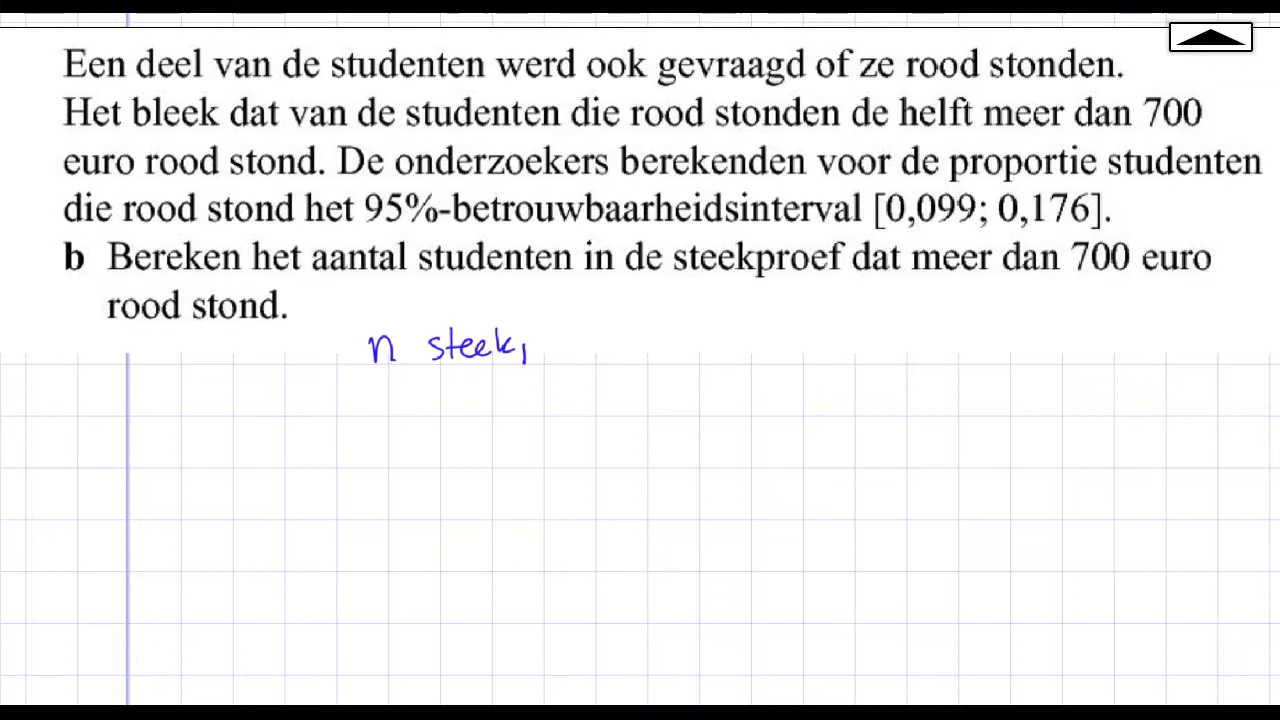 Een deel van de studenten werd ook gevraagd of ze rood stonden.
Het bleek dat van de studenten die rood stonden de helft meer dan 700
euro rood stond. De onderzoekers berekenden voor de proportie studenten
die rood stond het 95%-betrouwbaarheidsinterval [0,099; 0,176].
b Bereken het aantal studenten in de steekproef dat meer dan 700 euro
rood stond.
n steek